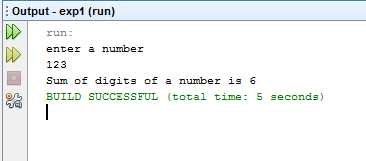 Output - exp1 (run)
run:
enter a number
123
Sum of digits of a number is 6
BUILD SUCCESSFUL (total time: 5 seconds)